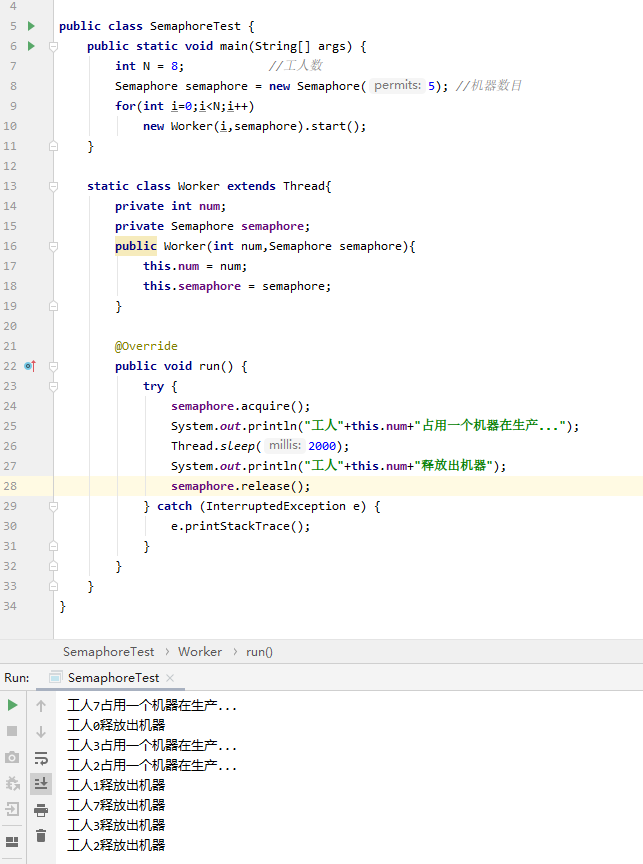 4
5 public class SemaphoreTest {
6 public static void main(String[] args) {
7 int N = 8; //工人数
8 Semaphore semaphore = new Semaphore( permits: 5); //机器数目
9 for(int i=0;i<N;i++)
10 new Worker(i,semaphore).start();
11 }
12
13 static class Worker extends Thread{
14 private int num;
15 private Semaphore semaphore;
16 public Worker(int num,Semaphore semaphore){
17 this.num = num;
18 this.semaphore = semaphore;
19 }
20
21 @Override
22 public void run() {
23 try {
24 semaphore.acquire();
25 System.out.println("工人"+this.num+"占用一个机器在生产...");
26 Thread.sleep( millis: 2000);
27 System.out.println("工人"+this.num+"释放出机器");
28 semaphore.release();
29 } catch (InterruptedException e) {
30 e.printStackTrace();
31 }
32 }
33 }
34 }
SemaphoreTest › Worker › run()
Run: SemaphoreTest ×
工人7占用一个机器在生产...
工人0释放出机器
工人3占用一个机器在生产...
工人2占用一个机器在生产...
工人1释放出机器
工人7释放出机器
工人3释放出机器
工人2释放出机器